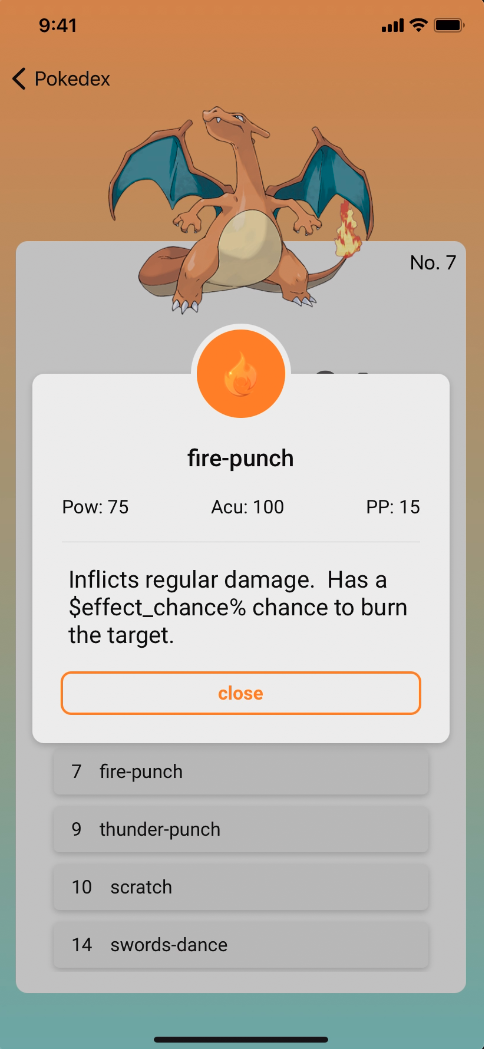 9:41
Pokedex
No. 7
fire-punch
Pow: 75 Acu: 100 PP: 15
Inflicts regular damage.  Has a
$effect_chance% chance to burn
the target.
close
7 fire-punch
9 thunder-punch
10 scratch
14 swords-dance